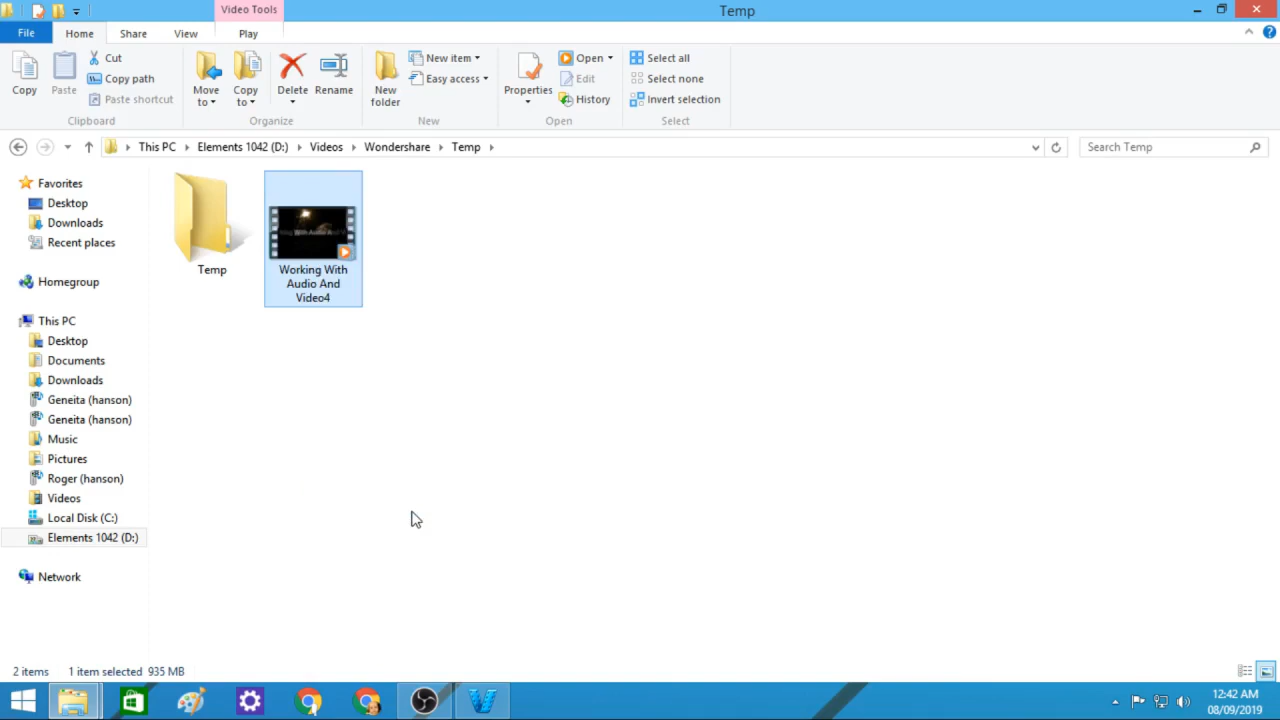 Video Tools
Temp
File
Home
Share
View
Play
Copy
Paste
Cut
Copy path
Paste shortcut
Clipboard
Move to
Copy to
Delete
Rename
Organize
New folder
New item
Easy access
New
Properties
Open
Edit
History
Open
Select all
Select none
Invert selection
Select
This PC
Elements 1042 (D:)
Videos
Wondershare
Temp
Search Temp
Favorites
Desktop
Downloads
Recent places
Homegroup
This PC
Desktop
Documents
Downloads
Geneita (hanson)
Geneita (hanson)
Music
Pictures
Roger (hanson)
Videos
Local Disk (C:)
Elements 1042 (D:)
Network
Temp
Working With
Audio And
Video4
2 items
1 item selected 935 MB
12:42 AM
08/09/2019